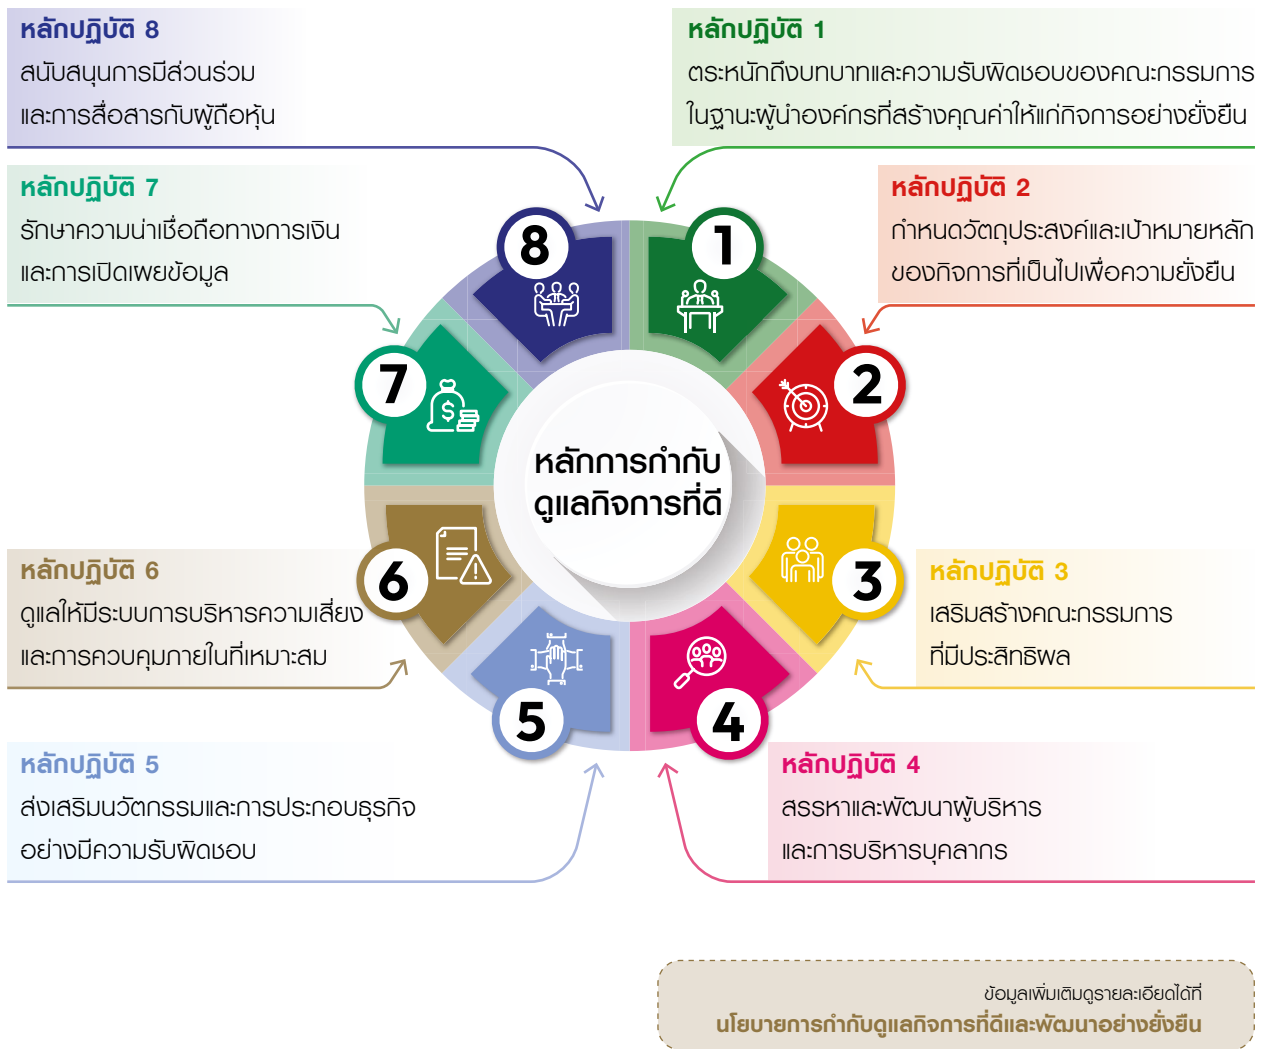 หลักปฏิบัติ 8
สนับสนุนการมีส่วนร่วม
และการสื่อสารกับผู้ถือหุ้น
หลักปฏิบัติ 1
ตระหนักถึงบทบาทและความรับผิดชอบของคณะกรรมการ
ในฐานะผู้นำองค์กรที่สร้างคุณค่าให้แก่กิจการอย่างยั่งยืน
หลักปฏิบัติ 7
รักษาความน่าเชื่อถือทางการเงิน
และการเปิดเผยข้อมูล
หลักปฏิบัติ 2
กำหนดวัตถุประสงค์และเป้าหมายหลัก
ของกิจการที่เป็นไปเพื่อความยั่งยืน
8
1
7
2
$
หลักการกำกับ
ดูแลกิจการที่ดี
6
3
5
4
หลักปฏิบัติ 6
ดูแลให้มีระบบการบริหารความเสี่ยง
และการควบคุมภายในที่เหมาะสม
หลักปฏิบัติ 3
เสริมสร้างคณะกรรมการ
ที่มีประสิทธิผล
หลักปฏิบัติ 5
ส่งเสริมนวัตกรรมและการประกอบธุรกิจ
อย่างมีความรับผิดชอบ
หลักปฏิบัติ 4
สรรหาและพัฒนาผู้บริหาร
และการบริหารบุคลากร
ข้อมูลเพิ่มเติมดูรายละเอียดได้ที่
นโยบายการกำกับดูแลกิจการที่ดีและพัฒนาอย่างยั่งยืน